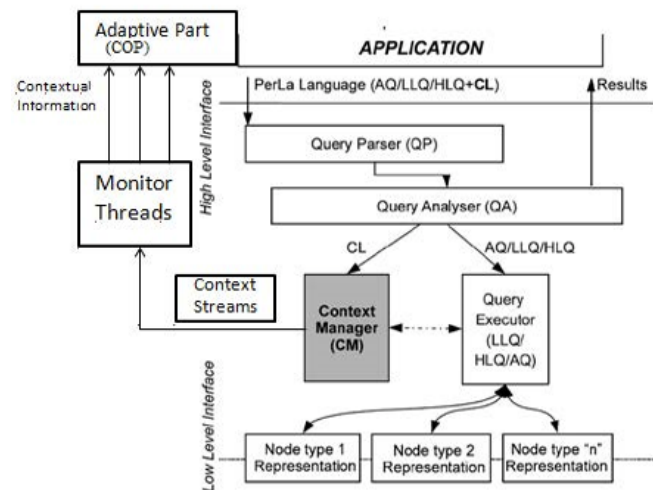 Adaptive Part
(COP)
APPLICATION
Contextual
Information
PerLa Language (AQ/LLQ/HLQ+CL)
Results
High Level Interface
Query Parser (QP)
Monitor
Threads
Query Analyser (QA)
CL
AQ/LLQ/HLQ
Context
Streams
Context
Manager
(CM)
Query
Executor
(LLQ/
HLQ/AQ)
Low Level Interface
Node type 1
Representation
Node type 2
Representation
Node type "n"
Representation